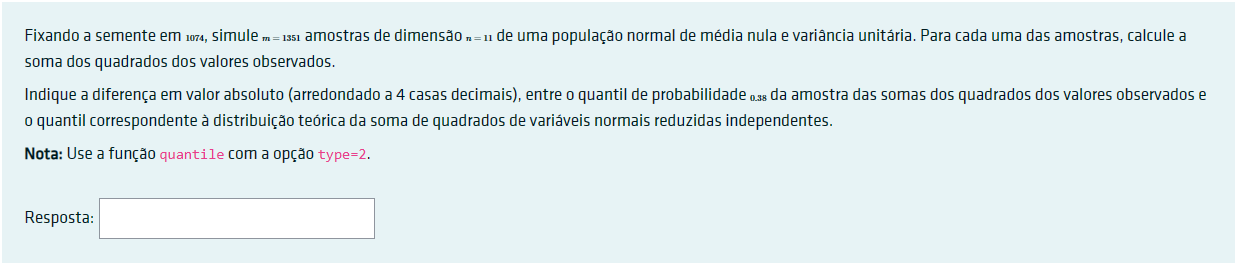 Fixando a semente em 1074, simule m = 1351 amostras de dimensão n = 11 de uma população normal de média nula e variância unitária. Para cada uma das amostras, calcule a
soma dos quadrados dos valores observados.
Indique a diferença em valor absoluto (arredondado a 4 casas decimais), entre o quantil de probabilidade 0.38 da amostra das somas dos quadrados dos valores observados e
o quantil correspondente à distribuição teórica da soma de quadrados de variáveis normais reduzidas independentes.
Nota: Use a função quantile com a opção type=2.
Resposta: